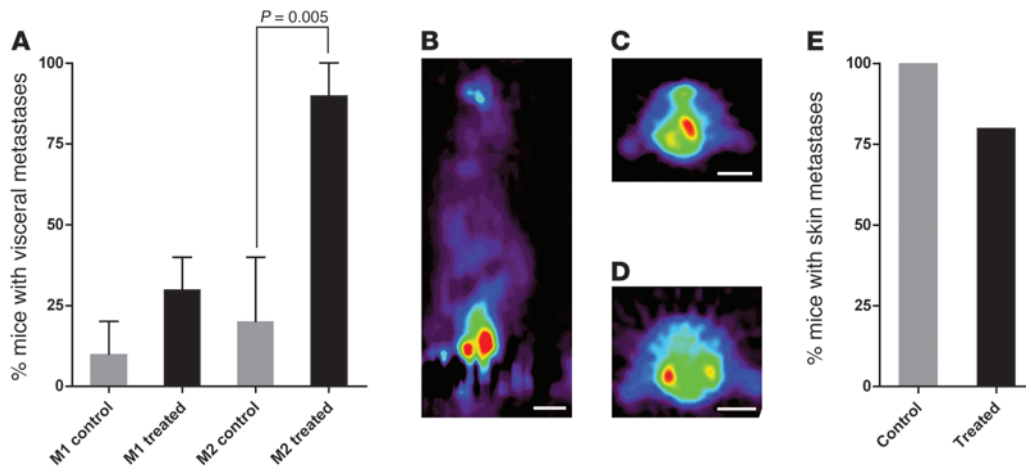 A
P = 0.005
% mice with visceral metastases
100
75
50
25
0
M1 control
M1 treated
M2 control
M2 treated
B
C
D
E
% mice with skin metastases
100
75
50
25
0
Control
Treated